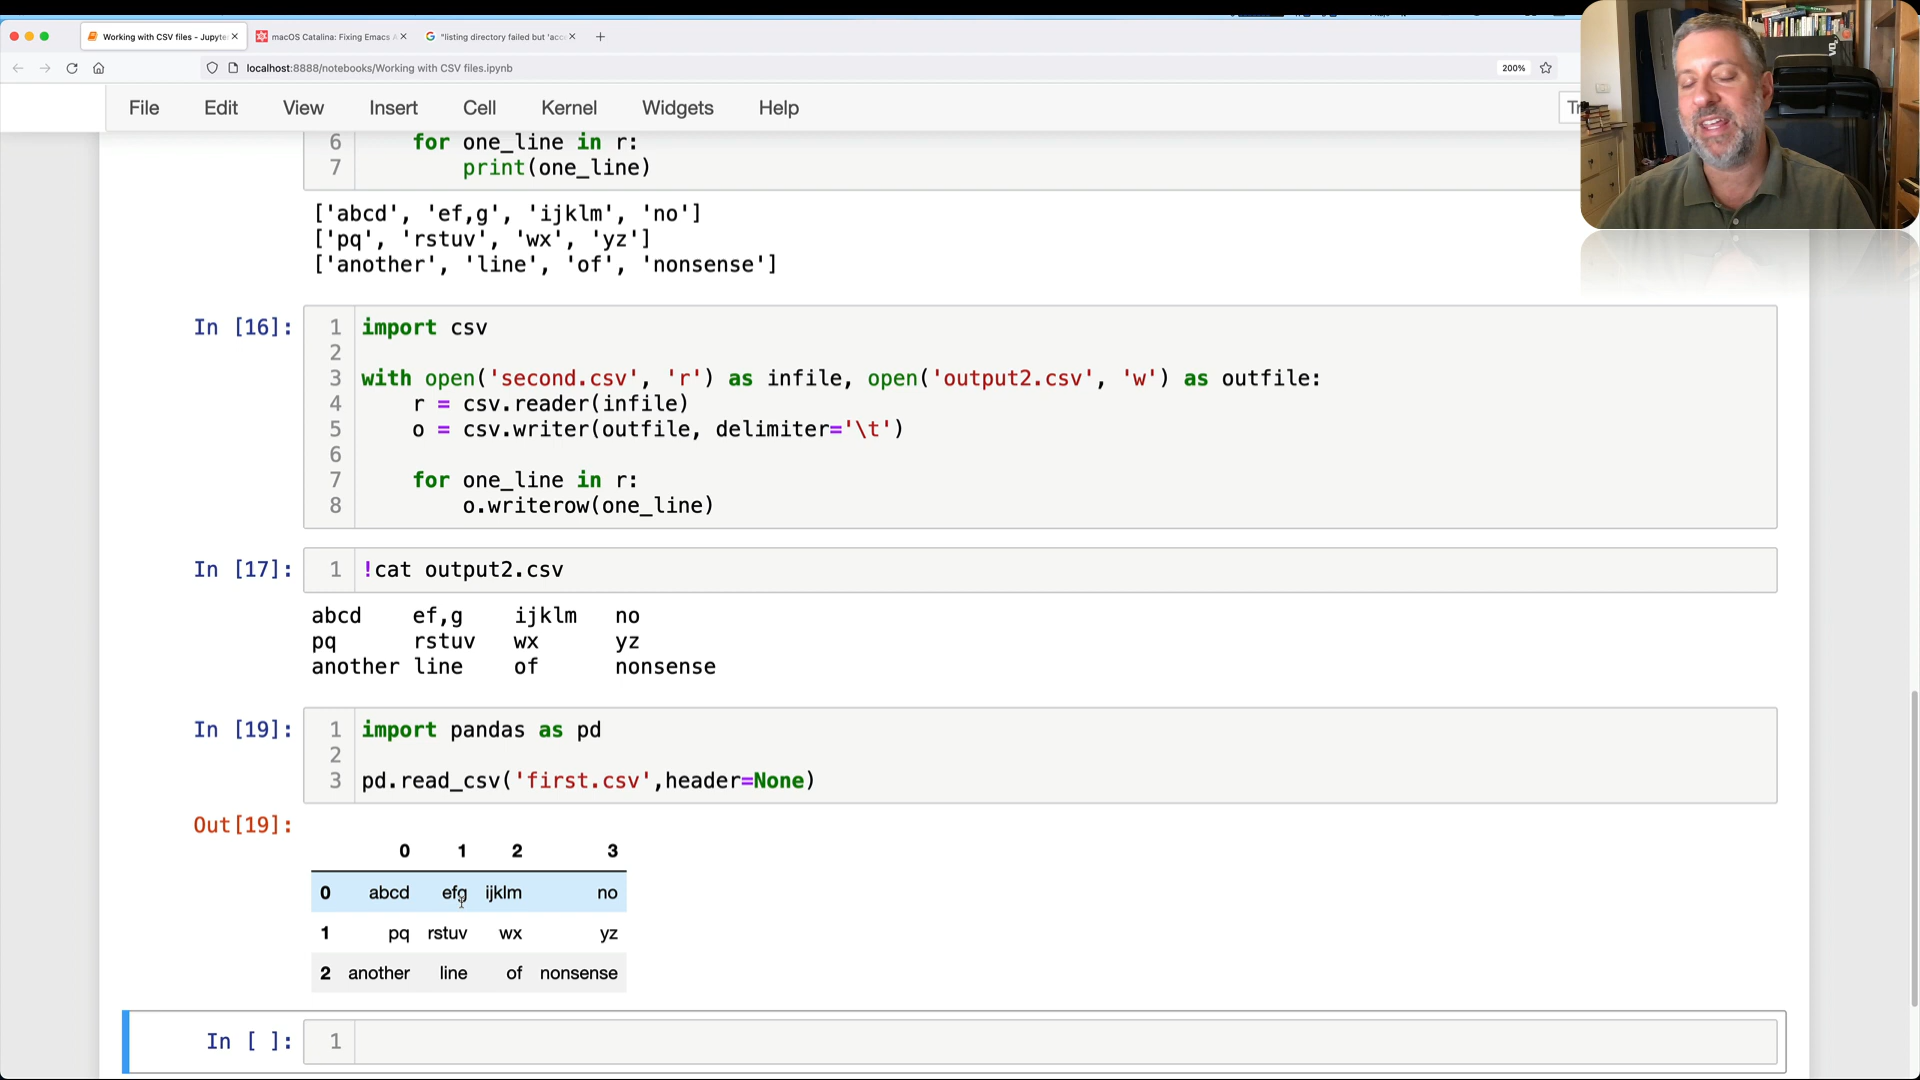 Working with CSV files - Jupyte
macOS Catalina: Fixing Emacs
"listing directory failed but 'acc
localhost:8888/notebooks/Working with CSV files.ipynb
200%
File Edit View Insert Cell Kernel Widgets Help
6 for one_line in r:
7 print(one_line)
['abcd', 'ef,g', 'ijklm', 'no']
['pq', 'rstuv', 'wx', 'yz']
['another', 'line', 'of', 'nonsense']
In [16]:
1 import csv
2
3 with open('second.csv', 'r') as infile, open('output2.csv', 'w') as outfile:
4 r = csv.reader(infile)
5 o = csv.writer(outfile, delimiter='\t')
6
7 for one_line in r:
8 o.writerow(one_line)
In [17]: 1 !cat output2.csv
abcd ef,g ijklm no
pq rstuv wx yz
another line of nonsense
In [19]: 1 import pandas as pd
2
3 pd.read_csv('first.csv',header=None)
Out[19]:
0 1 2 3
0 abcd efg ijklm no
1 pq rstuv wx yz
2 another line of nonsense
In [ ]: 1